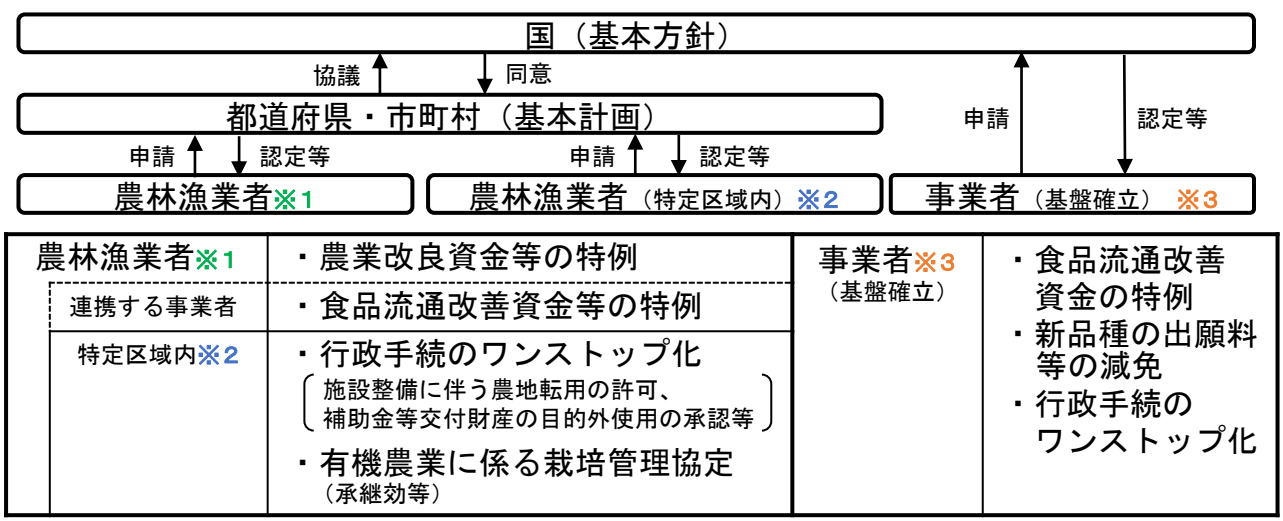 国（基本方針）
協議
同意
都道府県・市町村（基本計画）
申請
認定等
申請
認定等
申請
認定等
農林漁業者※1
農林漁業者（特定区域内）※2
事業者（基盤確立）※3
農林漁業者※1
・農業改良資金等の特例
連携する事業者
・食品流通改善資金等の特例
特定区域内※2
・行政手続のワンストップ化
施設整備に伴う農地転用の許可、
補助金等交付財産の目的外使用の承認等
・有機農業に係る栽培管理協定
（承継効等）
事業者※3
（基盤確立）
・食品流通改善
資金の特例
・新品種の出願料
等の減免
・行政手続の
ワンストップ化